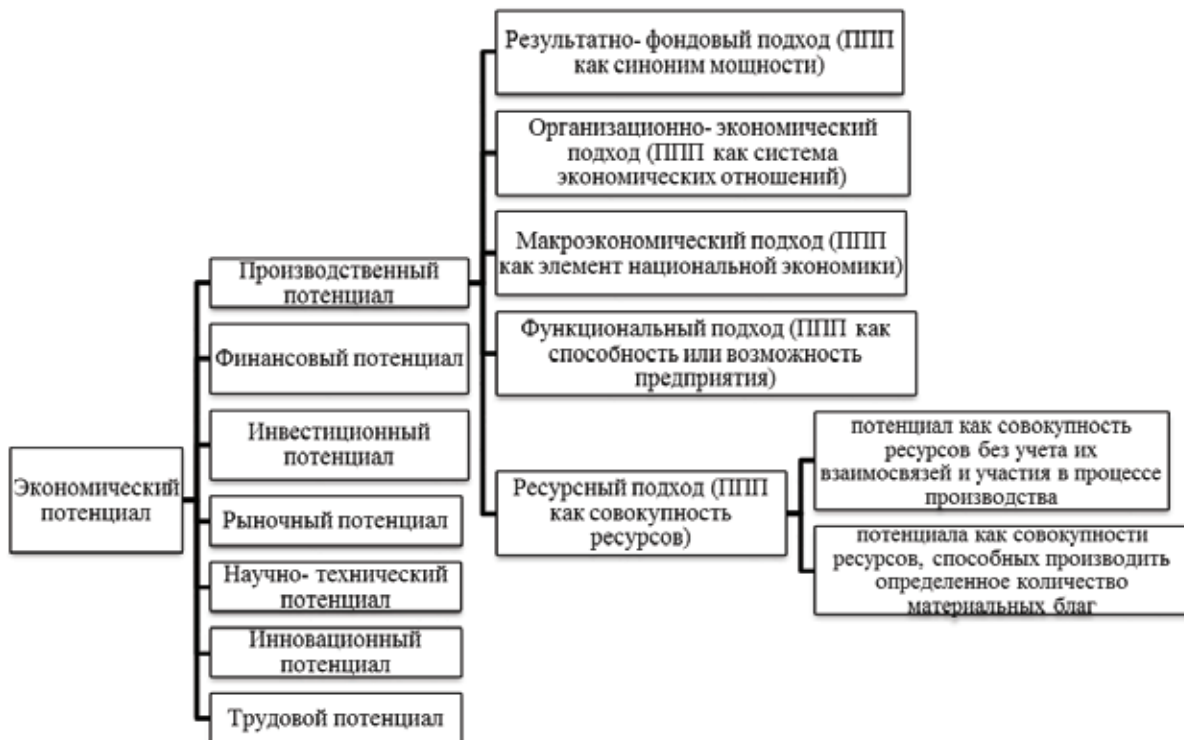 Экономический
потенциал
Производственный
потенциал
Финансовый потенциал
Инвестиционный
потенциал
Рыночный потенциал
Научно- технический
потенциал
Инновационный
потенциал
Трудовой потенциал
Результатно- фондовый подход (ППП
как синоним мощности)
Организационно- экономический
подход (ППП как система
экономических отношений)
Макроэкономический подход (ППП
как элемент национальной экономики)
Функциональный подход (ППП как
способность или возможность
предприятия)
Ресурсный подход (ППП
как совокупность
ресурсов)
потенциал как совокупность
ресурсов без учета их
взаимосвязей и участия в процессе
производства
потенциала как совокупности
ресурсов, способных производить
определенное количество
материальных благ